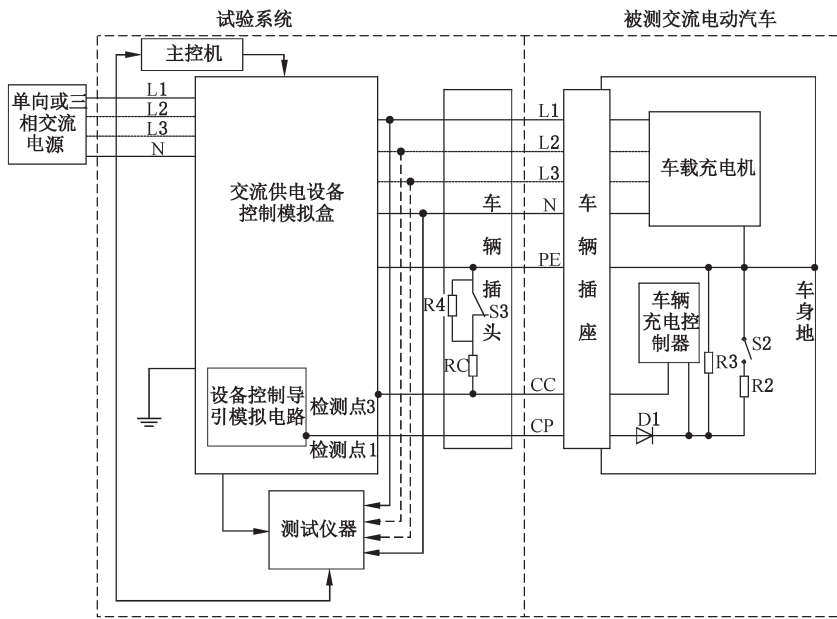 试验系统
被测交流电动汽车
主控机
单向或三
相交流
电源
L1
L2
L3
N
交流供电设备
控制模拟盒
设备控制导
引模拟电路
检测点3
检测点1
测试仪器
车辆插头
R4
S3
RC
L1
L2
L3
N
PE
CC
CP
车辆插座
车载充电机
车辆
充电控
制器
D1
R3
S2
R2
车身地